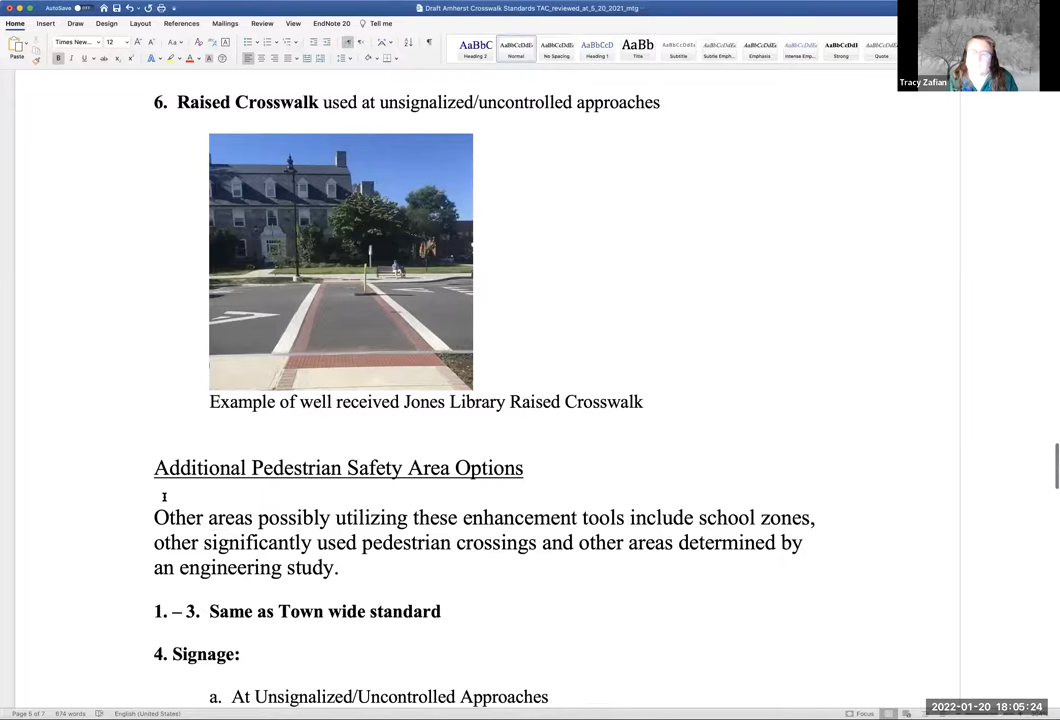 AutoSave
Draft Amherst Crosswalk Standards TAC_reviewed_at_5_20_2021_mtg
Home Insert Draw Design Layout References Mailings Review View EndNote 20 Tell me
Paste
Times New... 12
AaBbC AaBbCcDdEe AaBbCcDdEe AaBbCcD AaBb AaBbCcDdEe AaBbCcDdEe AaBbCcDdEe AaBbCcDdEe AaBbCcDdI AaBbCcDdEe
Heading 2 Normal No Spacing Heading 1 Title Subtitle Subtle Emph... Emphasis Intense Emp... Strong Quote
Tracy Zafian
6. Raised Crosswalk used at unsignalized/uncontrolled approaches
Example of well received Jones Library Raised Crosswalk
Additional Pedestrian Safety Area Options
Other areas possibly utilizing these enhancement tools include school zones,
other significantly used pedestrian crossings and other areas determined by
an engineering study.
1. – 3. Same as Town wide standard
4. Signage:
a. At Unsignalized/Uncontrolled Approaches
Page 5 of 7 674 words English (United States) Focus
2022-01-20 18:05:24